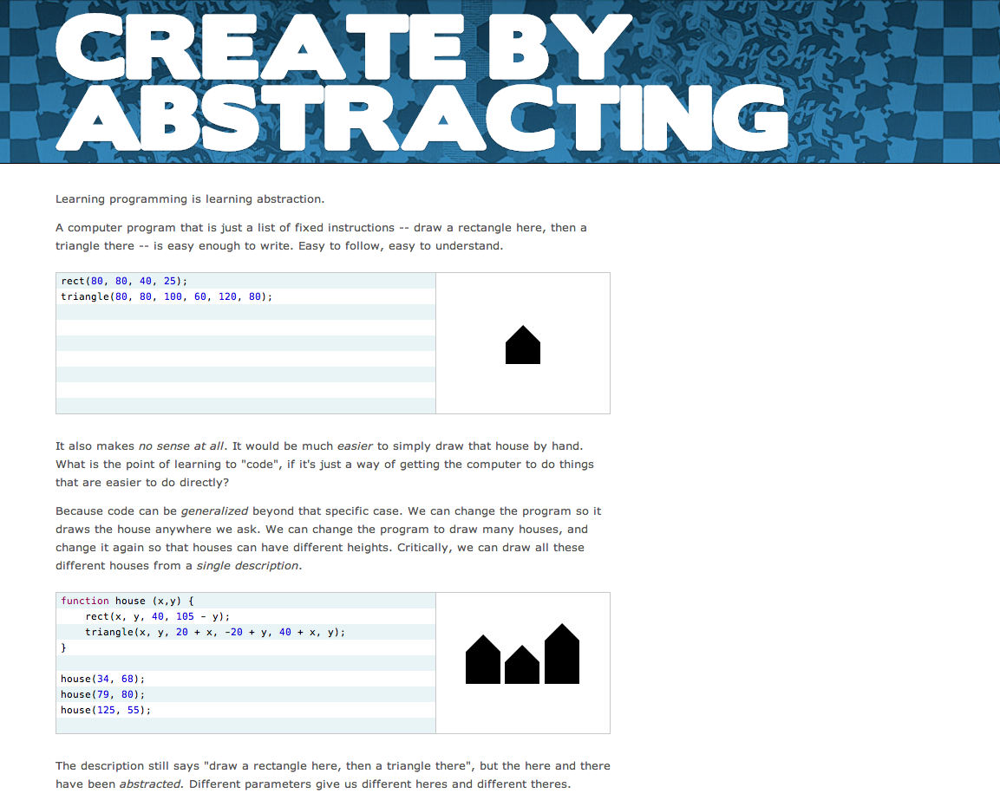 CREATE BY
ABSTRACTING
Learning programming is learning abstraction.
A computer program that is just a list of fixed instructions -- draw a rectangle here, then a
triangle there -- is easy enough to write. Easy to follow, easy to understand.
rect(80, 80, 40, 25);
triangle(80, 80, 100, 60, 120, 80);
It also makes no sense at all. It would be much easier to simply draw that house by hand.
What is the point of learning to "code", if it's just a way of getting the computer to do things
that are easier to do directly?
Because code can be generalized beyond that specific case. We can change the program so it
draws the house anywhere we ask. We can change the program to draw many houses, and
change it again so that houses can have different heights. Critically, we can draw all these
different houses from a single description.
function house (x,y) {
    rect(x, y, 40, 105 - y);
    triangle(x, y, 20 + x, -20 + y, 40 + x, y);
}
house(34, 68);
house(79, 80);
house(125, 55);
The description still says "draw a rectangle here, then a triangle there", but the here and there
have been abstracted. Different parameters give us different heres and different theres.